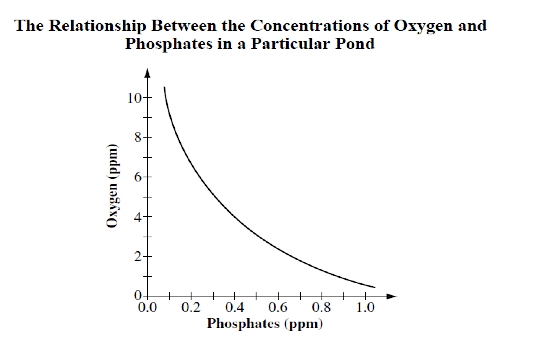 The Relationship Between the Concentrations of Oxygen and
Phosphates in a Particular Pond
Oxygen (ppm)
10
8
6
4
2
0
0.0 0.2 0.4 0.6 0.8 1.0
Phosphates (ppm)